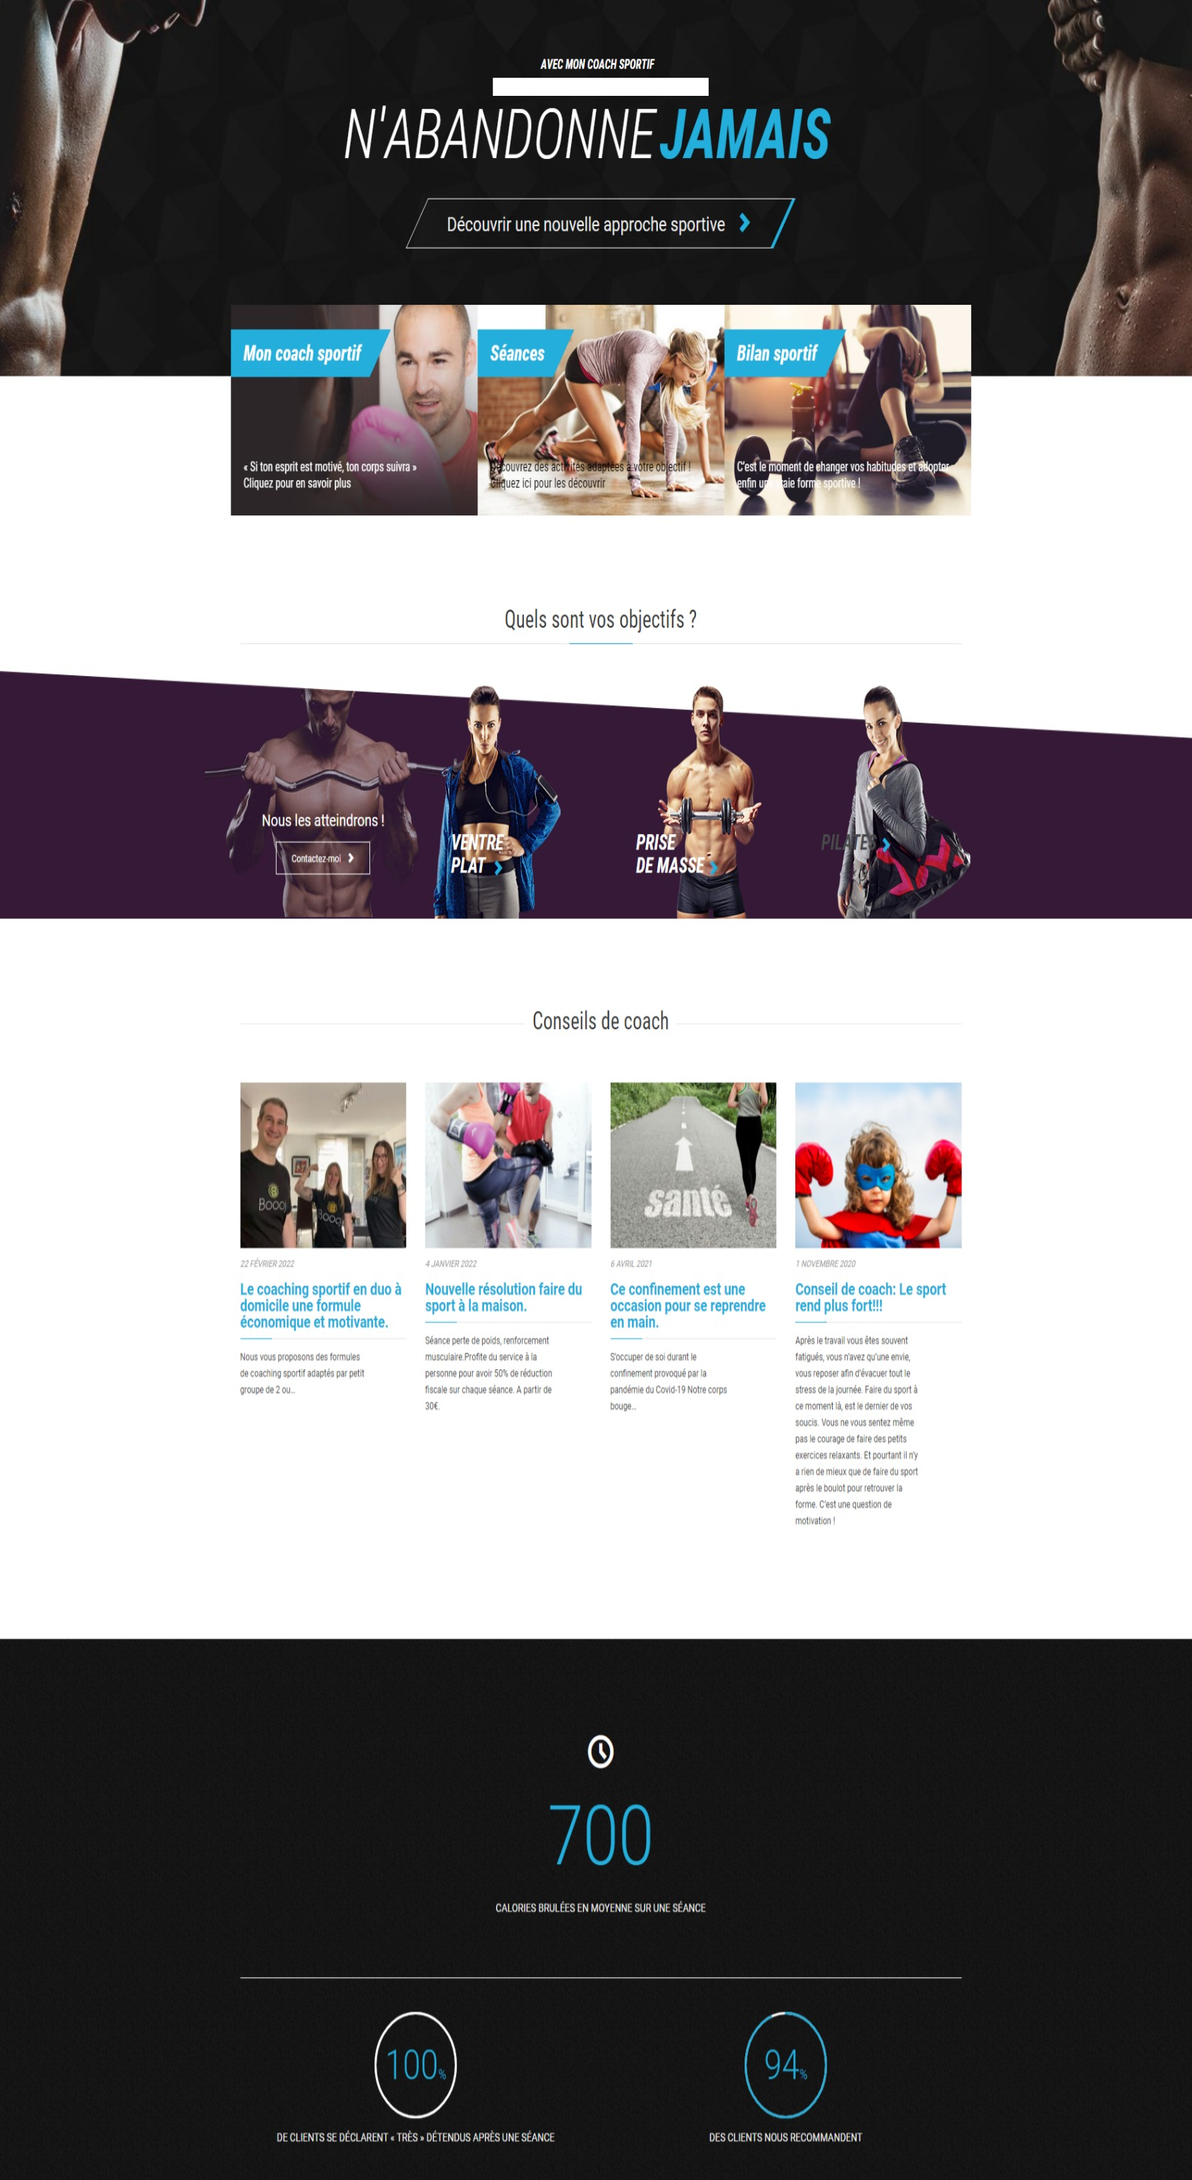 AVEC MON COACH SPORTIF
N'ABANDONNE JAMAIS
Découvrir une nouvelle approche sportive
Mon coach sportif
« Si ton esprit est motivé, ton corps suivra »
Cliquez pour en savoir plus
Séances
Découvrez des activités adaptées à votre objectif !
Cliquez ici pour les découvrir
Bilan sportif
C'est le moment de changer vos habitudes et adopter
enfin une vraie forme sportive !
Quels sont vos objectifs ?
Nous les atteindrons !
Contactez-moi
VENTRE
PLAT
PRISE
DE MASSE
PILATES
Conseils de coach
Boooj
Boooj
santé
22 FÉVRIER 2022
Le coaching sportif en duo à
domicile une formule
économique et motivante.
Nous vous proposons des formules
de coaching sportif adaptés par petit
groupe de 2 ou...
4 JANVIER 2022
Nouvelle résolution faire du
sport à la maison.
Séance perte de poids, renforcement
musculaire.Profite du service à la
personne pour avoir 50% de réduction
fiscale sur chaque séance. A partir de
30€.
6 AVRIL 2021
Ce confinement est une
occasion pour se reprendre
en main.
S'occuper de soi durant le
confinement provoqué par la
pandémie du Covid-19 Notre corps
bouge...
1 NOVEMBRE 2020
Conseil de coach: Le sport
rend plus fort!!!
Après le travail vous êtes souvent
fatigués, vous n'avez qu'une envie,
vous reposer afin d'évacuer tout le
stress de la journée. Faire du sport à
ce moment là, est le dernier de vos
soucis. Vous ne vous sentez même
pas le courage de faire des petits
exercices relaxants. Et pourtant il n'y
a rien de mieux que de faire du sport
après le boulot pour retrouver la
forme. C'est une question de
motivation !
700
CALORIES BRULÉES EN MOYENNE SUR UNE SÉANCE
100%
DE CLIENTS SE DÉCLARENT « TRÈS » DÉTENDUS APRÈS UNE SÉANCE
94%
DES CLIENTS NOUS RECOMMANDENT